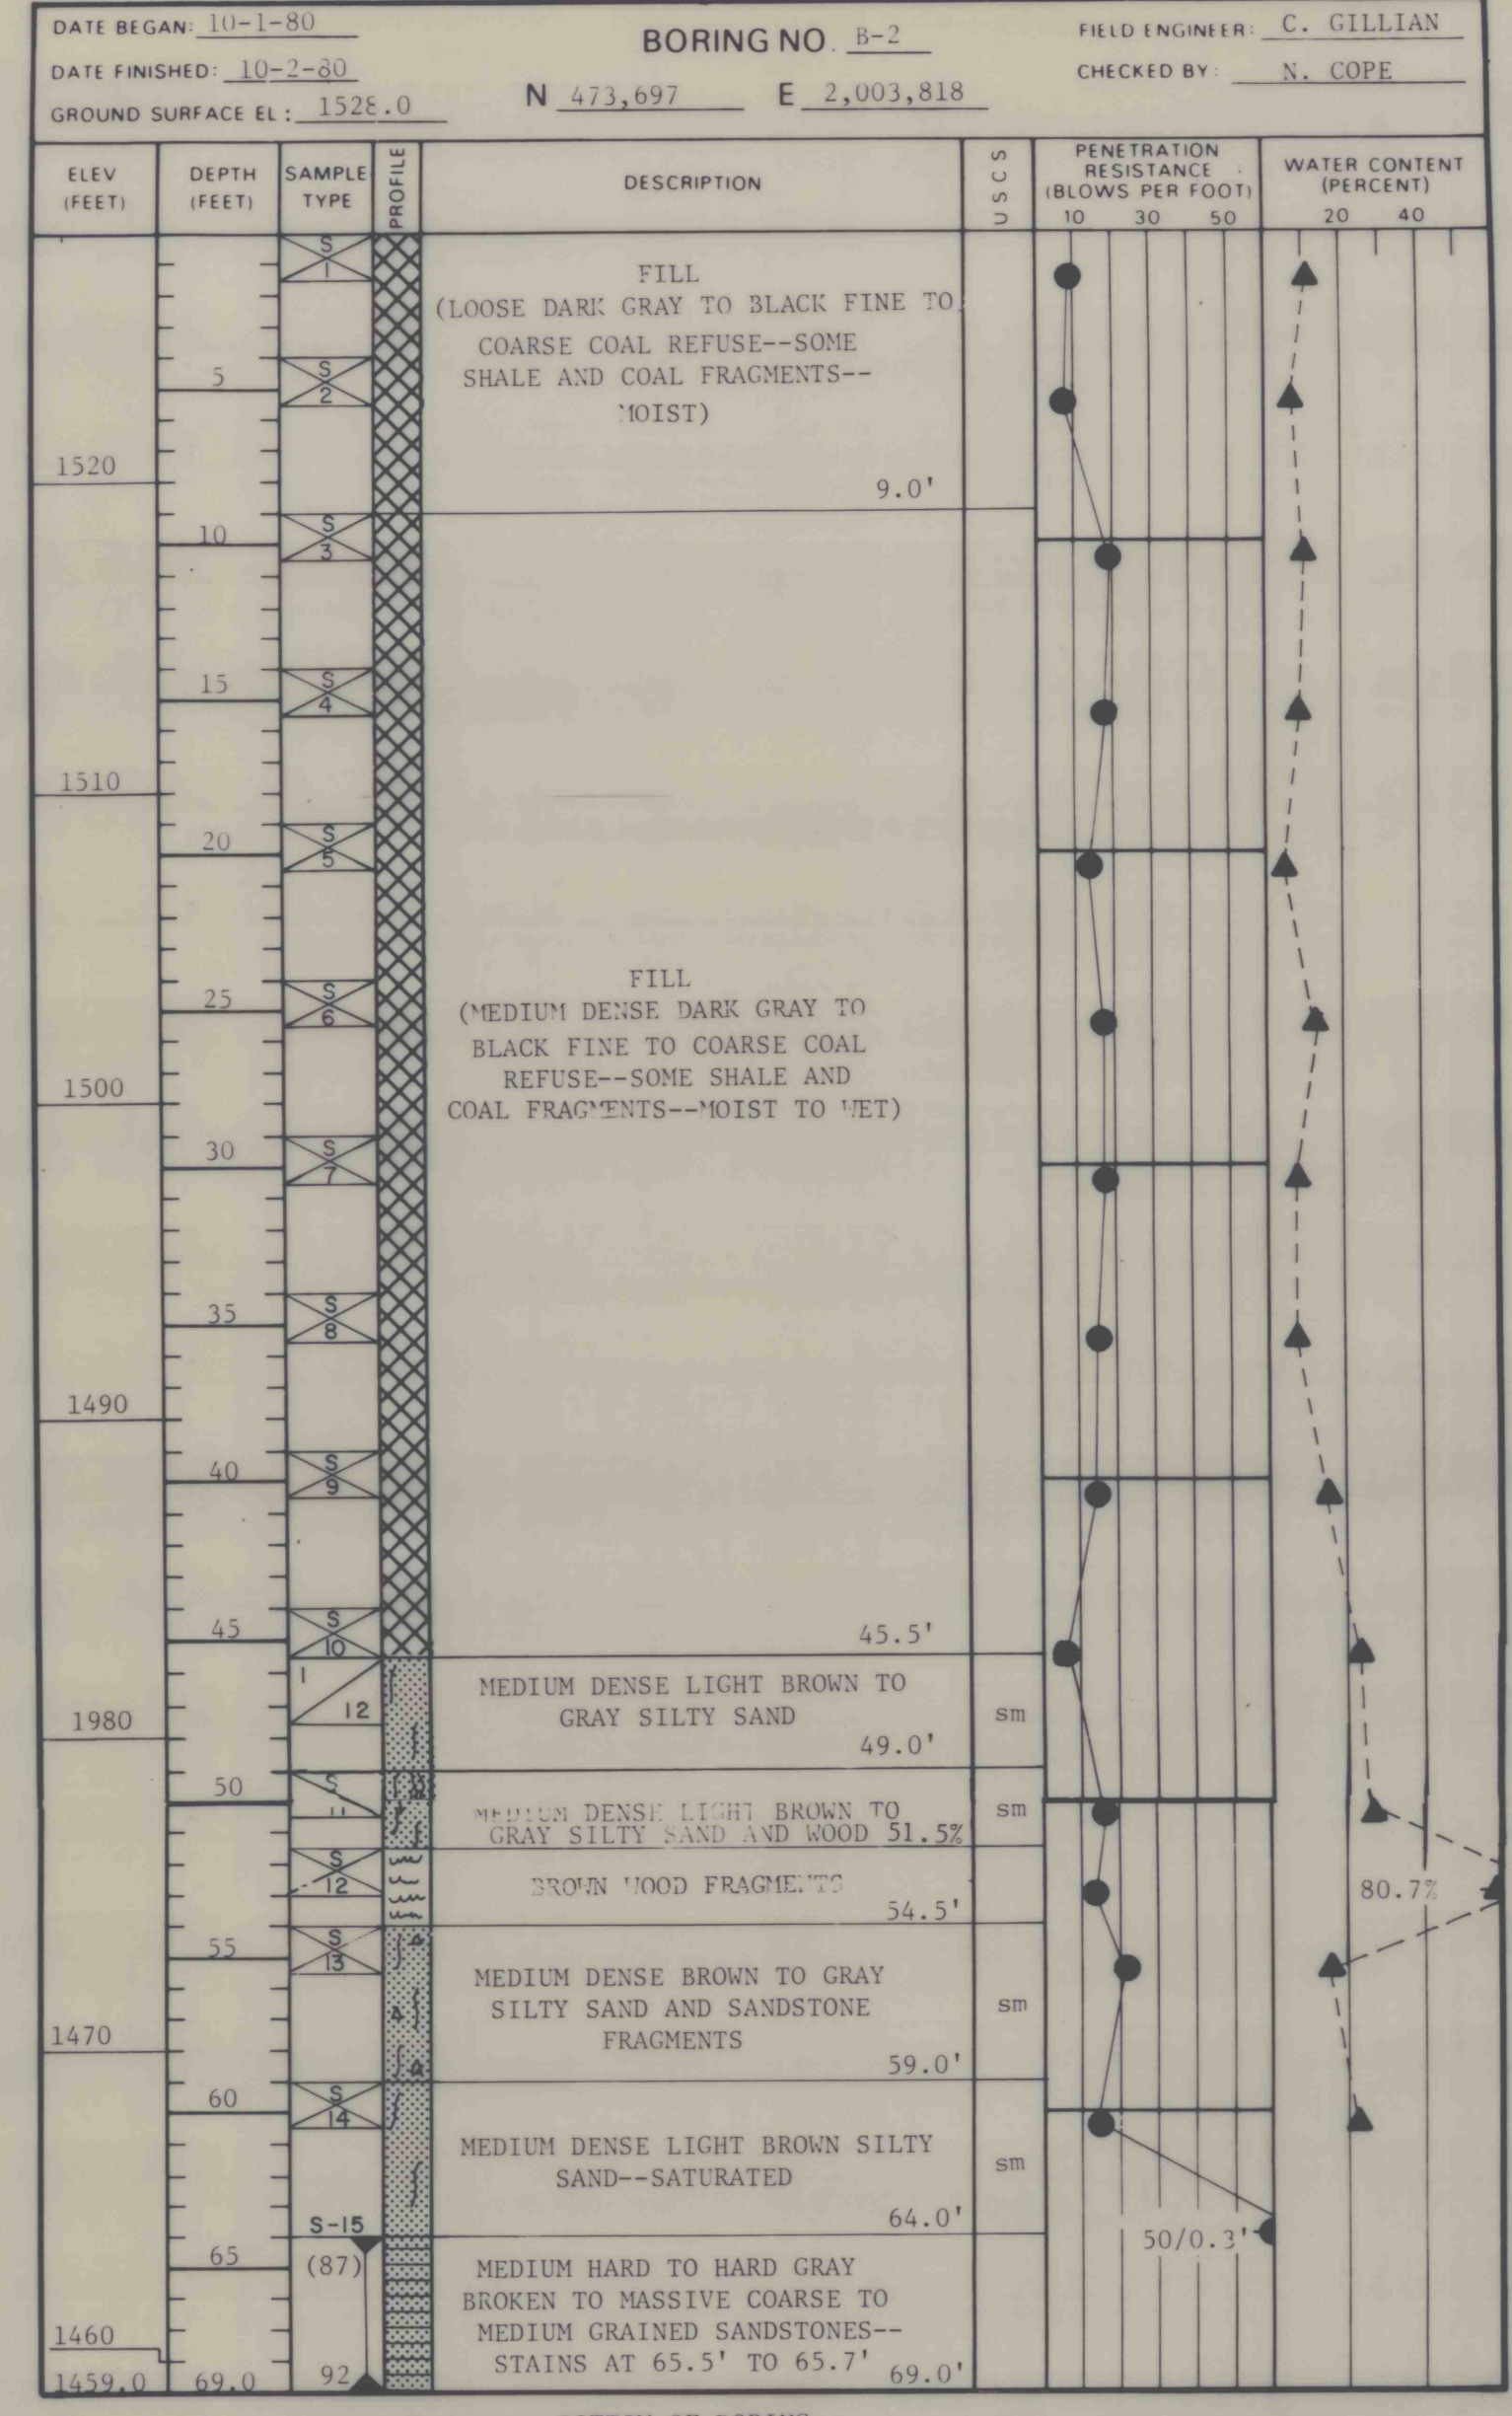 DATE BEGAN: 10-1-80
DATE FINISHED: 10-2-80
GROUND SURFACE EL: 1528.0
BORING NO. B-2
N 473,697 E 2,003,818
FIELD ENGINEER: C. GILLIAN
CHECKED BY: N. COPE
ELEV (FEET)
DEPTH (FEET)
SAMPLE TYPE
PROFILE
DESCRIPTION
USCS
PENETRATION
RESISTANCE
(BLOWS PER FOOT)
10 30 50
WATER CONTENT
(PERCENT)
20 40
S 1
FILL
(LOOSE DARK GRAY TO BLACK FINE TO
COARSE COAL REFUSE--SOME
SHALE AND COAL FRAGMENTS--
MOIST)
5
S 2
1520
9.0'
10
S 3
15
S 4
1510
20
S 5
FILL
(MEDIUM DENSE DARK GRAY TO
BLACK FINE TO COARSE COAL
REFUSE--SOME SHALE AND
COAL FRAGMENTS--MOIST TO WET)
25
S 6
1500
30
S 7
35
S 8
1490
40
S 9
45
S 10
45.5'
1 12
MEDIUM DENSE LIGHT BROWN TO
GRAY SILTY SAND
49.0'
sm
1980
50
S 11
MEDIUM DENSE LIGHT BROWN TO
GRAY SILTY SAND AND WOOD 51.5%
sm
S 12
BROWN WOOD FRAGMENTS
54.5'
80.7%
55
S 13
MEDIUM DENSE BROWN TO GRAY
SILTY SAND AND SANDSTONE
FRAGMENTS
59.0'
sm
1470
60
S 14
MEDIUM DENSE LIGHT BROWN SILTY
SAND--SATURATED
64.0'
sm
S-15
50/0.3'
65
(87)
MEDIUM HARD TO HARD GRAY
BROKEN TO MASSIVE COARSE TO
MEDIUM GRAINED SANDSTONES--
STAINS AT 65.5' TO 65.7'
69.0'
1460
1459.0 69.0 92